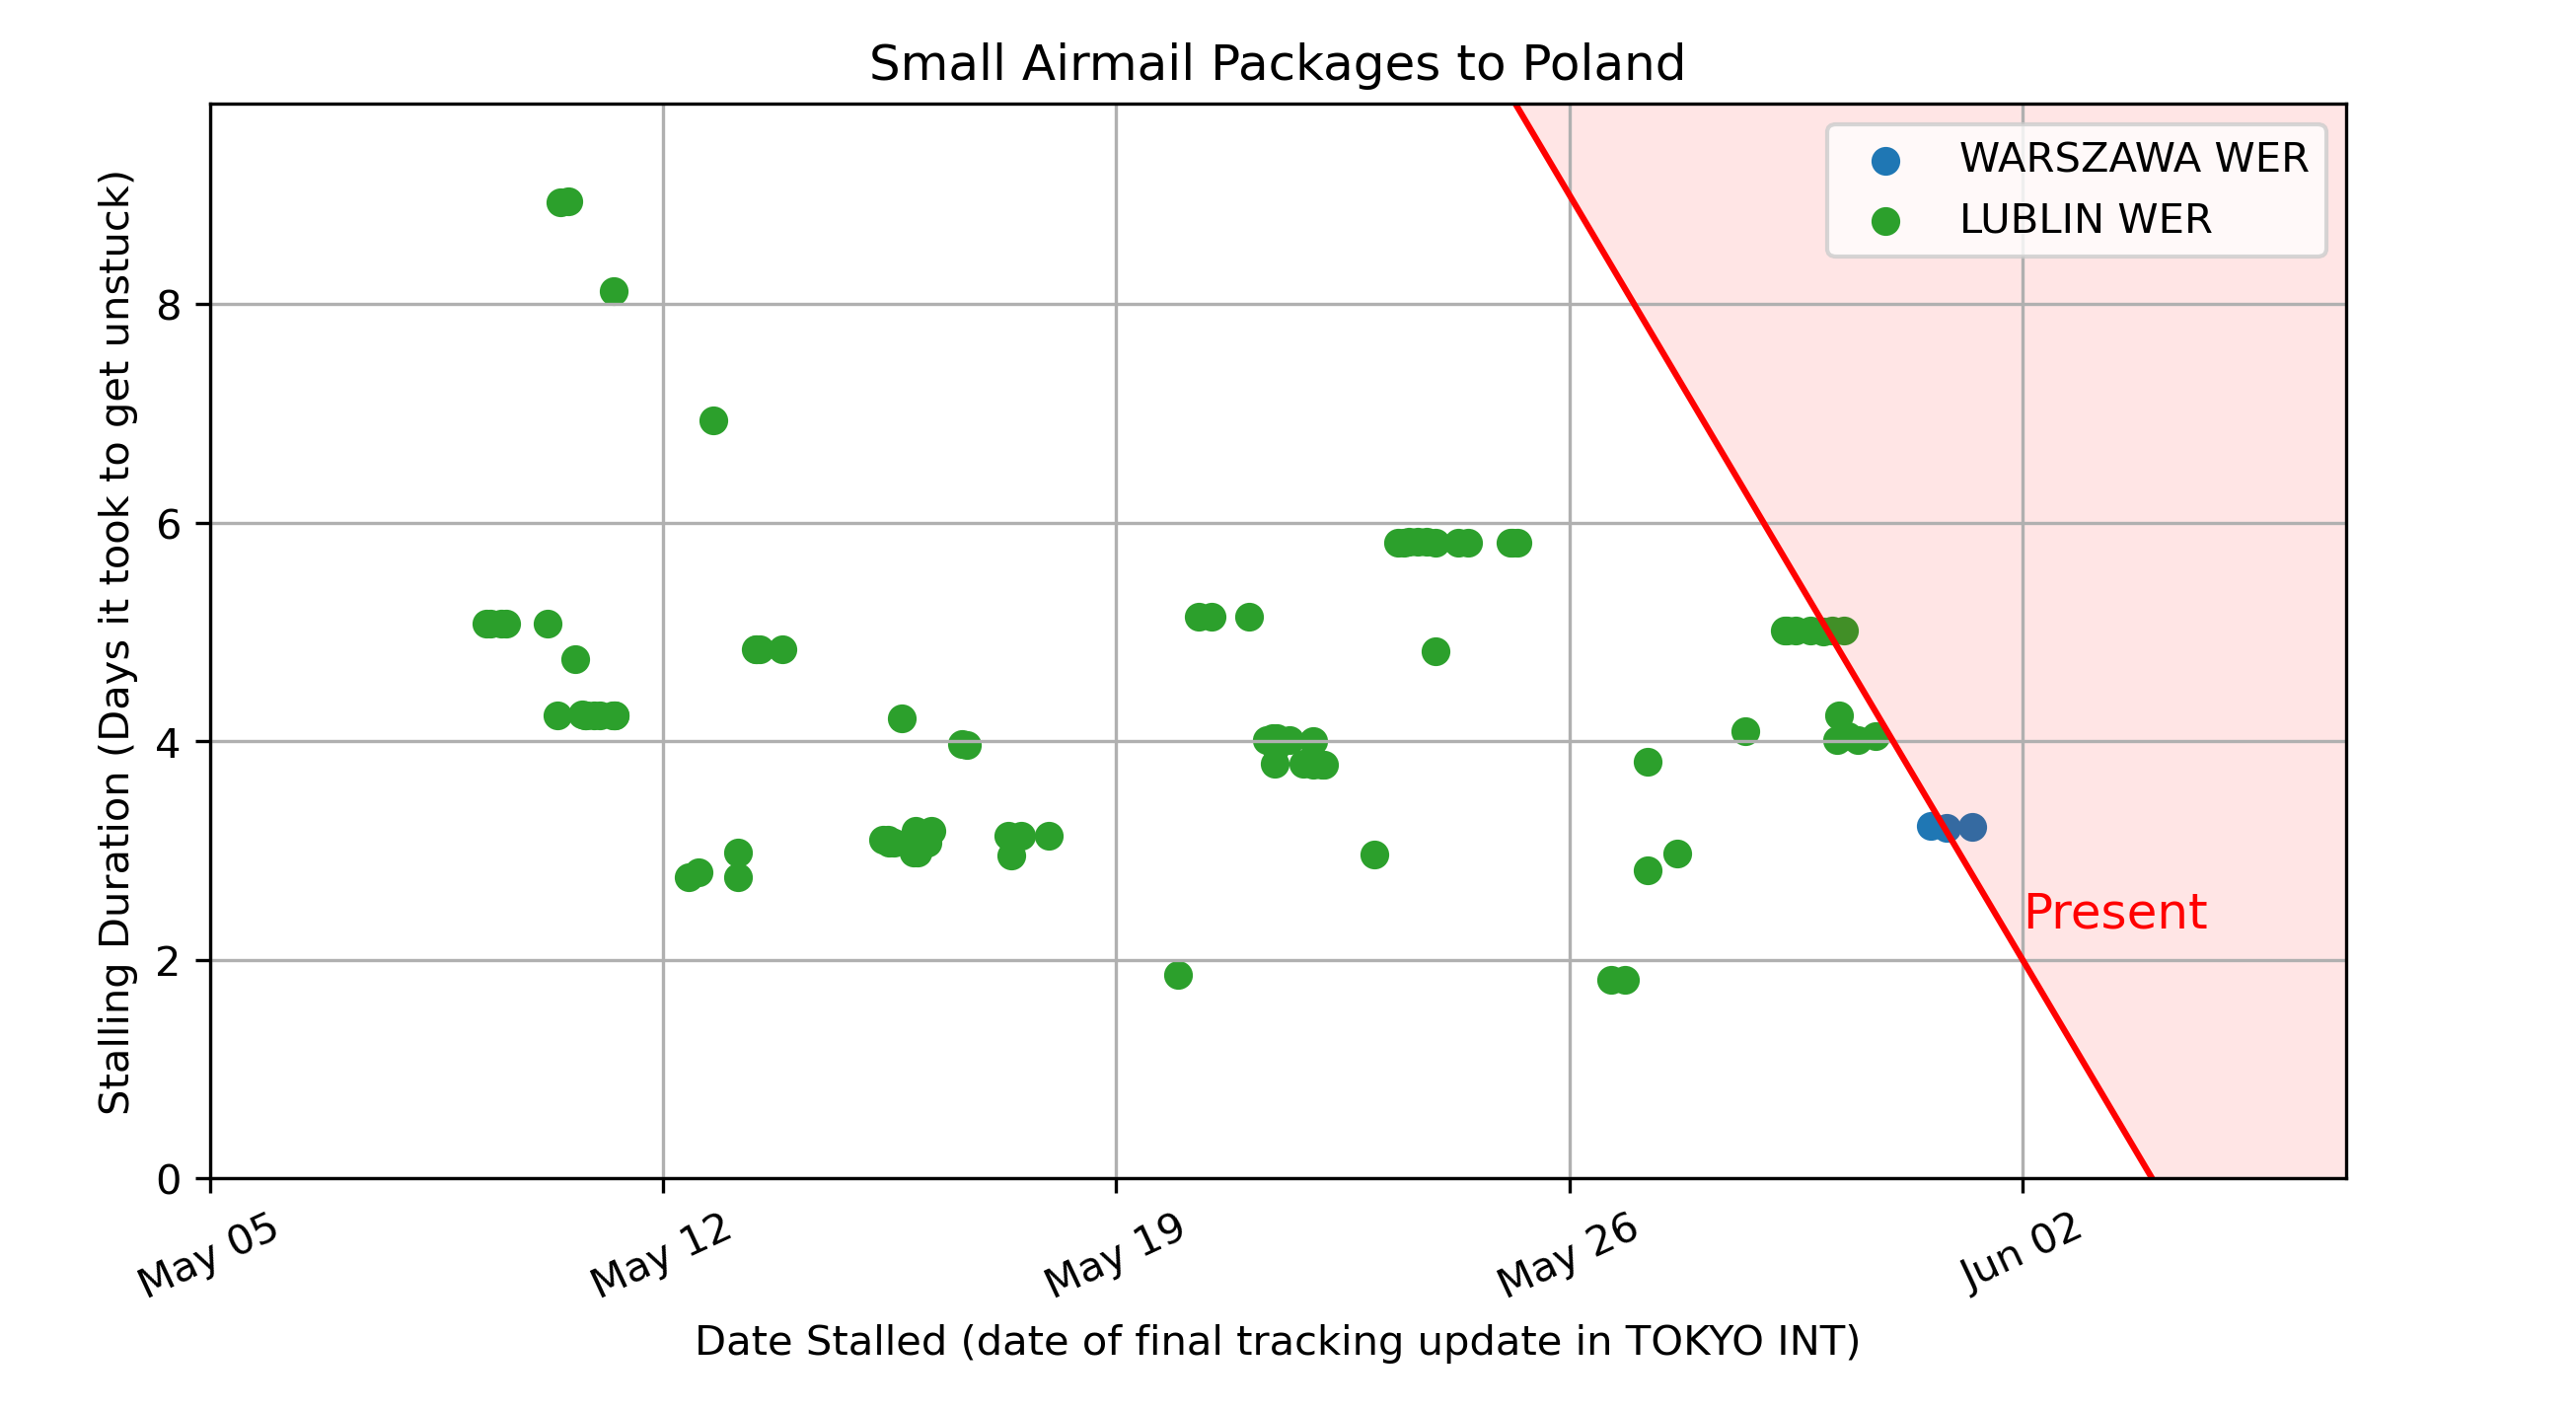 Small Airmail Packages to Poland
Stalling Duration (Days it took to get unstuck)
8
6
4
2
0
WARSZAWA WER
LUBLIN WER
Present
May 05
May 12
May 19
May 26
Jun 02
Date Stalled (date of final tracking update in TOKYO INT)